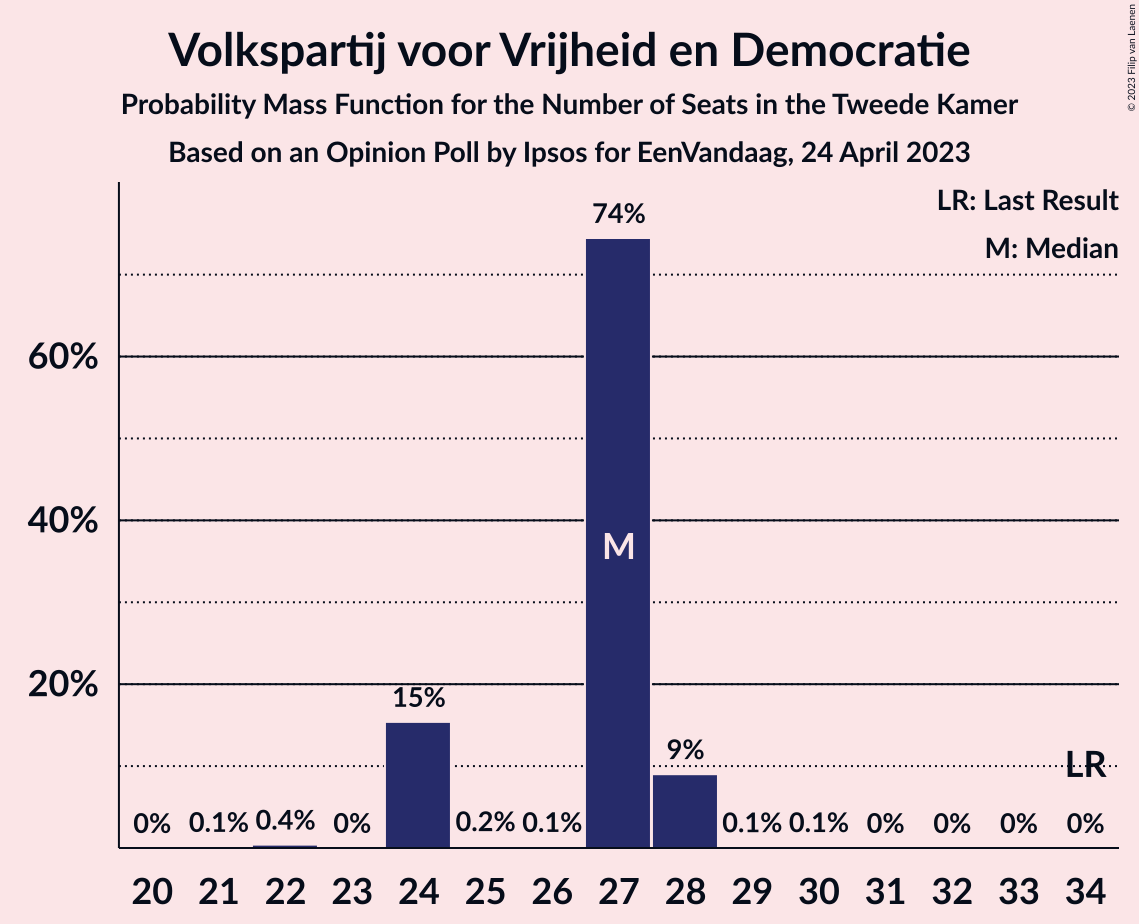 Volkspartij voor Vrijheid en Democratie
Probability Mass Function for the Number of Seats in the Tweede Kamer
Based on an Opinion Poll by Ipsos for EenVandaag, 24 April 2023
© 2023 Filip van Laenen
LR: Last Result
M: Median
74%
60%
40%
M
20%
15%
9%
LR
0% 0.1% 0.4% 0% 0.2% 0.1% 0.1% 0.1% 0% 0% 0% 0%
20 21 22 23 24 25 26 27 28 29 30 31 32 33 34